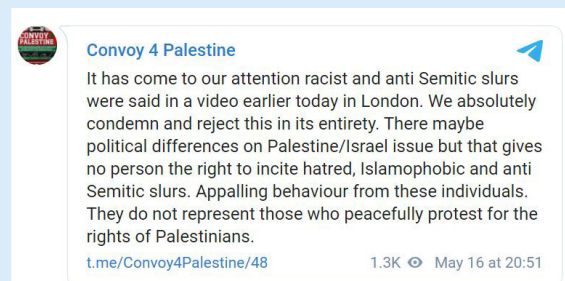 CONVOY
PALESTINE
Convoy 4 Palestine
It has come to our attention racist and anti Semitic slurs
were said in a video earlier today in London. We absolutely
condemn and reject this in its entirety. There maybe
political differences on Palestine/Israel issue but that gives
no person the right to incite hatred, Islamophobic and anti
Semitic slurs. Appalling behaviour from these individuals.
They do not represent those who peacefully protest for the
rights of Palestinians.
t.me/Convoy4Palestine/48 1.3K May 16 at 20:51